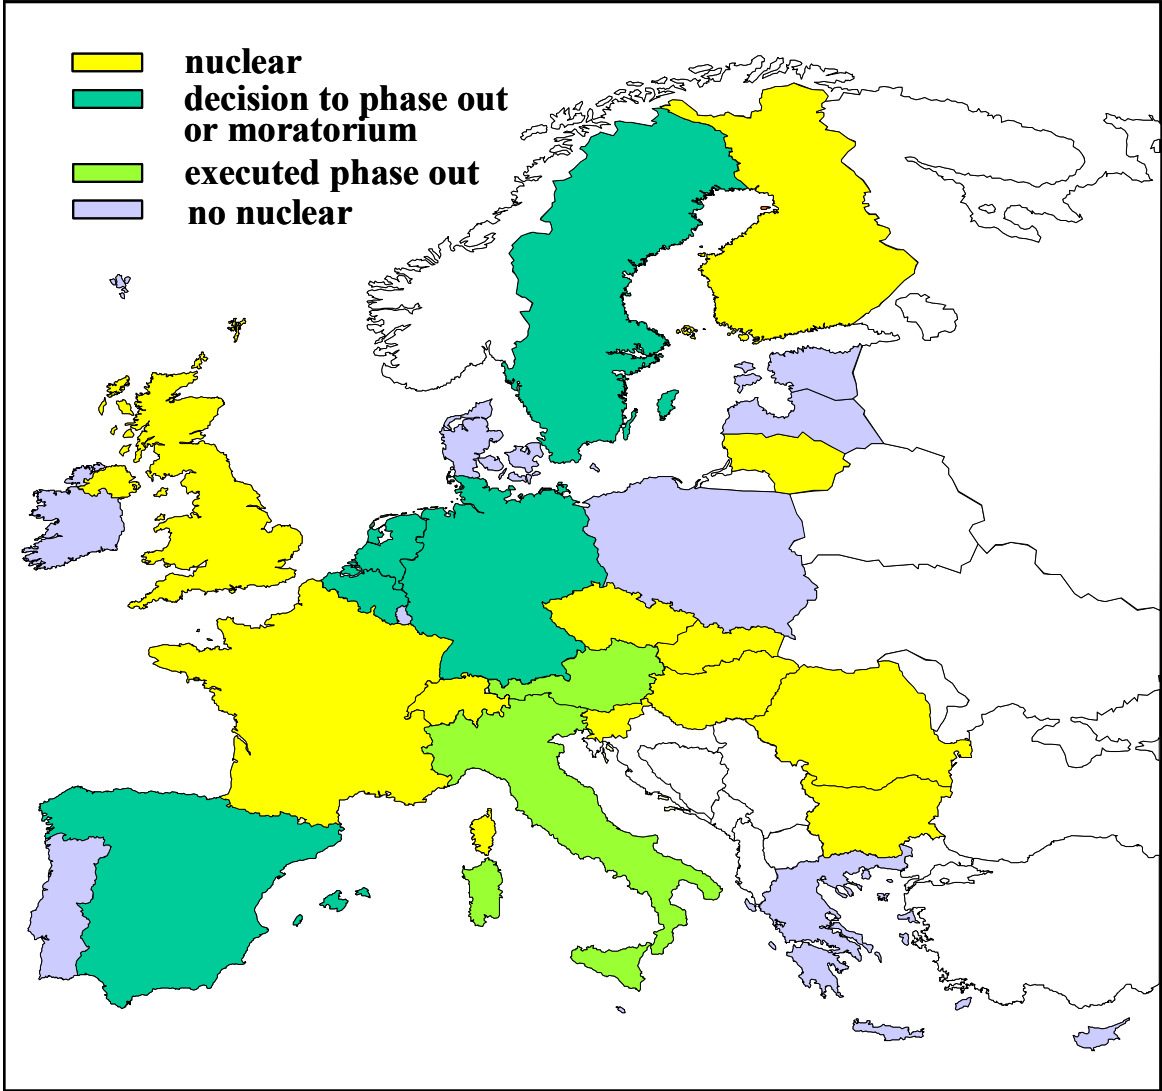 nuclear
decision to phase out
or moratorium
executed phase out
no nuclear